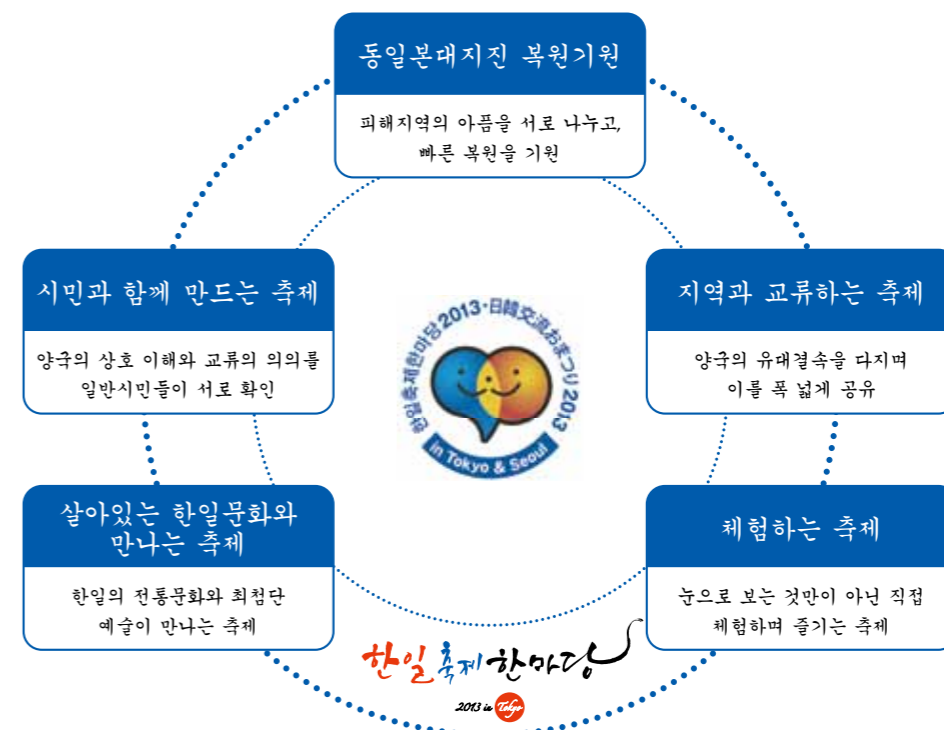 동일본대지진 복원기원
피해지역의 아픔을 서로 나누고,
빠른 복원을 기원
시민과 함께 만드는 축제
양국의 상호 이해와 교류의 의의를
일반시민들이 서로 확인
지역과 교류하는 축제
양국의 유대결속을 다지며
이를 폭 넓게 공유
한일축제한마당2013・日韓交流おまつり2013
in Tokyo & Seoul
살아있는 한일문화와
만나는 축제
한일의 전통문화와 최첨단
예술이 만나는 축제
체험하는 축제
눈으로 보는 것만이 아닌 직접
체험하며 즐기는 축제
한일축제한마당
2013 in Tokyo